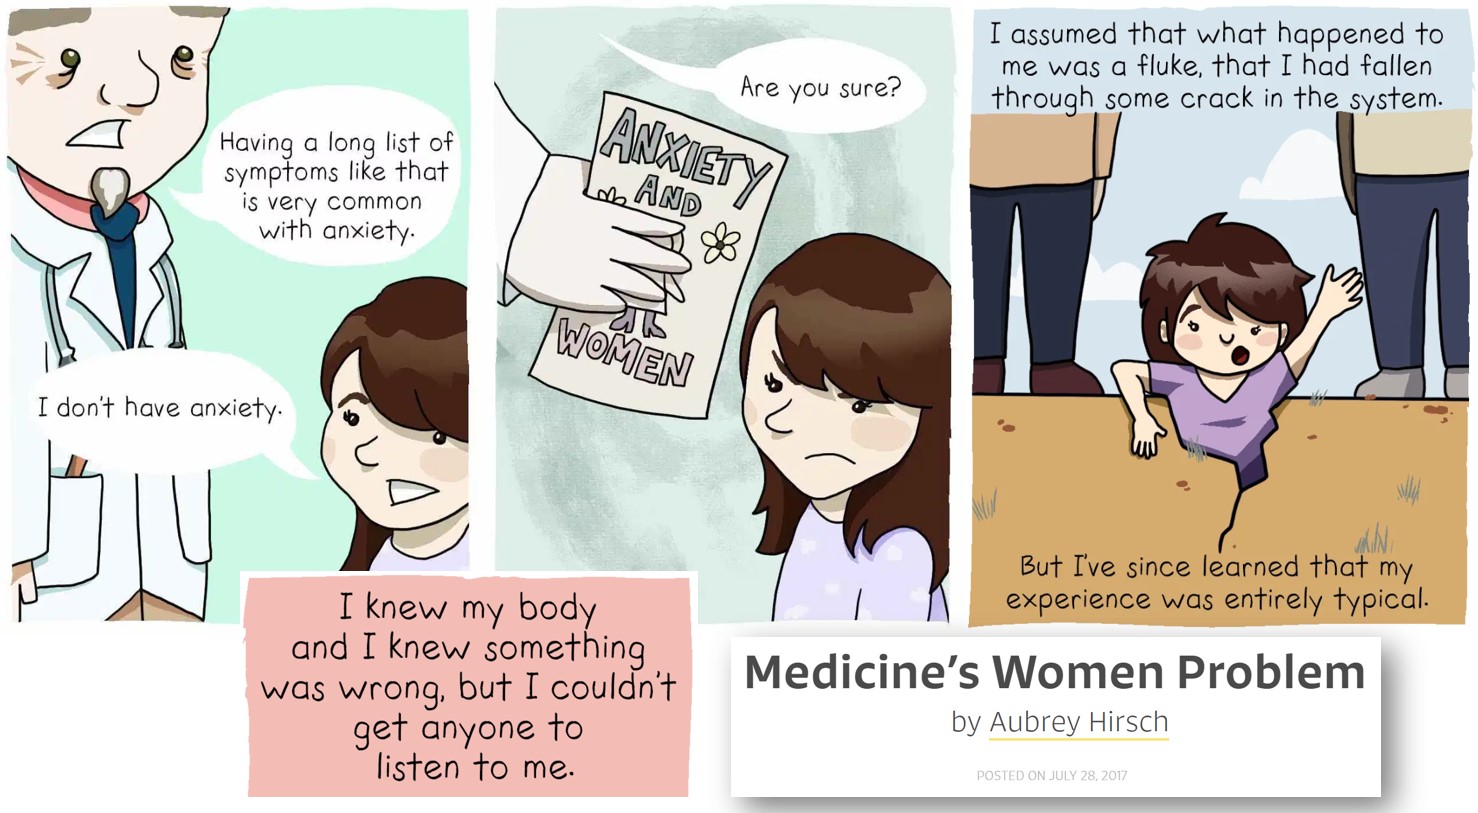 Having a long list of
symptoms like that
is very common
with anxiety.
I don't have anxiety.
Are you sure?
ANXIETY
AND
WOMEN
I assumed that what happened to
me was a fluke, that I had fallen
through some crack in the system.
But I've since learned that my
experience was entirely typical.
I knew my body
and I knew something
was wrong, but I couldn't
get anyone to
listen to me.
Medicine's Women Problem
by Aubrey Hirsch
POSTED ON JULY 28, 2017